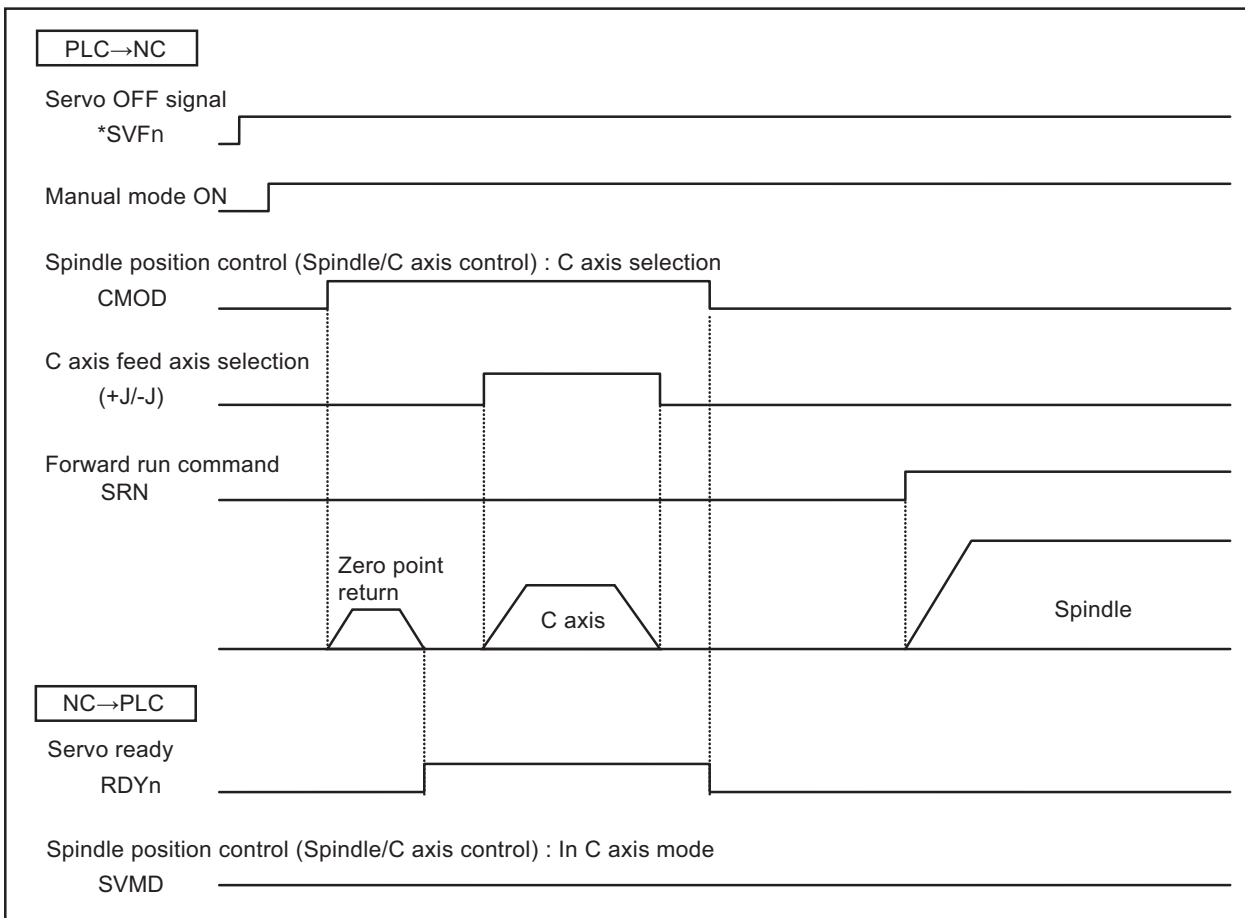 PLC→NC
Servo OFF signal
*SVFn
Manual mode ON
Spindle position control (Spindle/C axis control) : C axis selection
CMOD
C axis feed axis selection
(+J/-J)
Forward run command
SRN
Zero point
return
C axis
Spindle
NC→PLC
Servo ready
RDYn
Spindle position control (Spindle/C axis control) : In C axis mode
SVMD